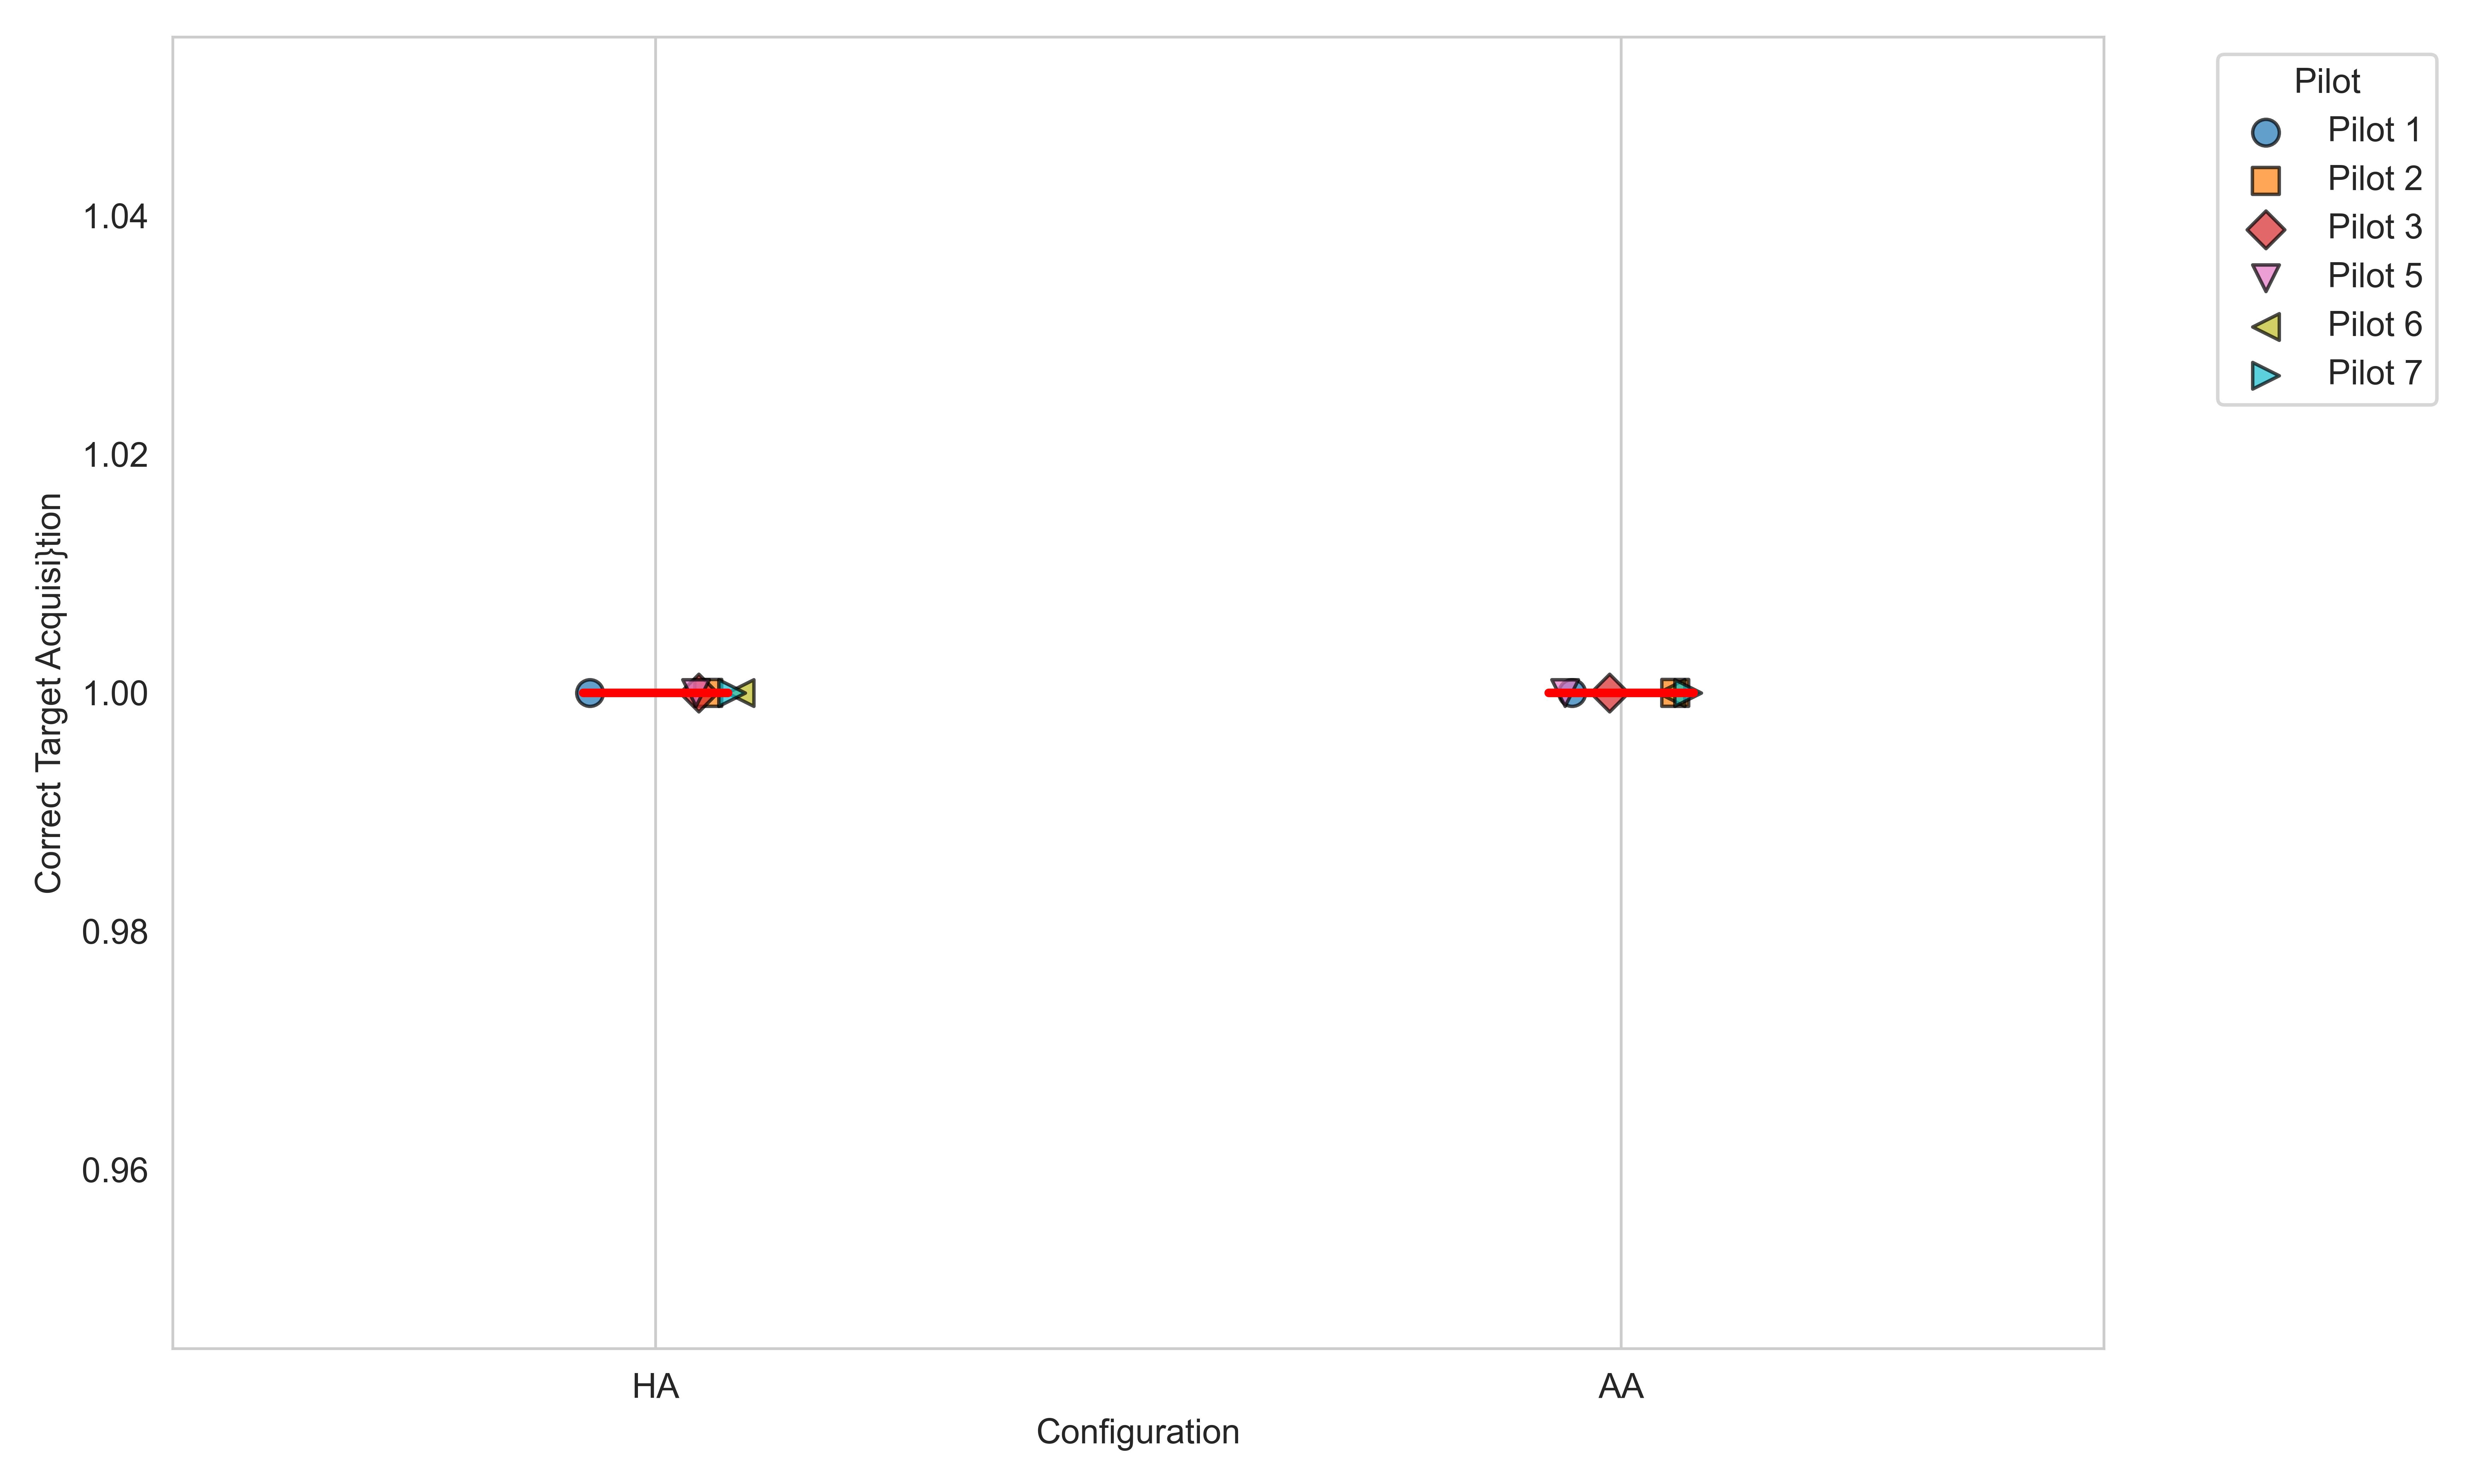 Pilot
Pilot 1
Pilot 2
Pilot 3
Pilot 5
Pilot 6
Pilot 7
1.04
1.02
1.00
0.98
0.96
Correct Target Acquisi}tion
HA
AA
Configuration